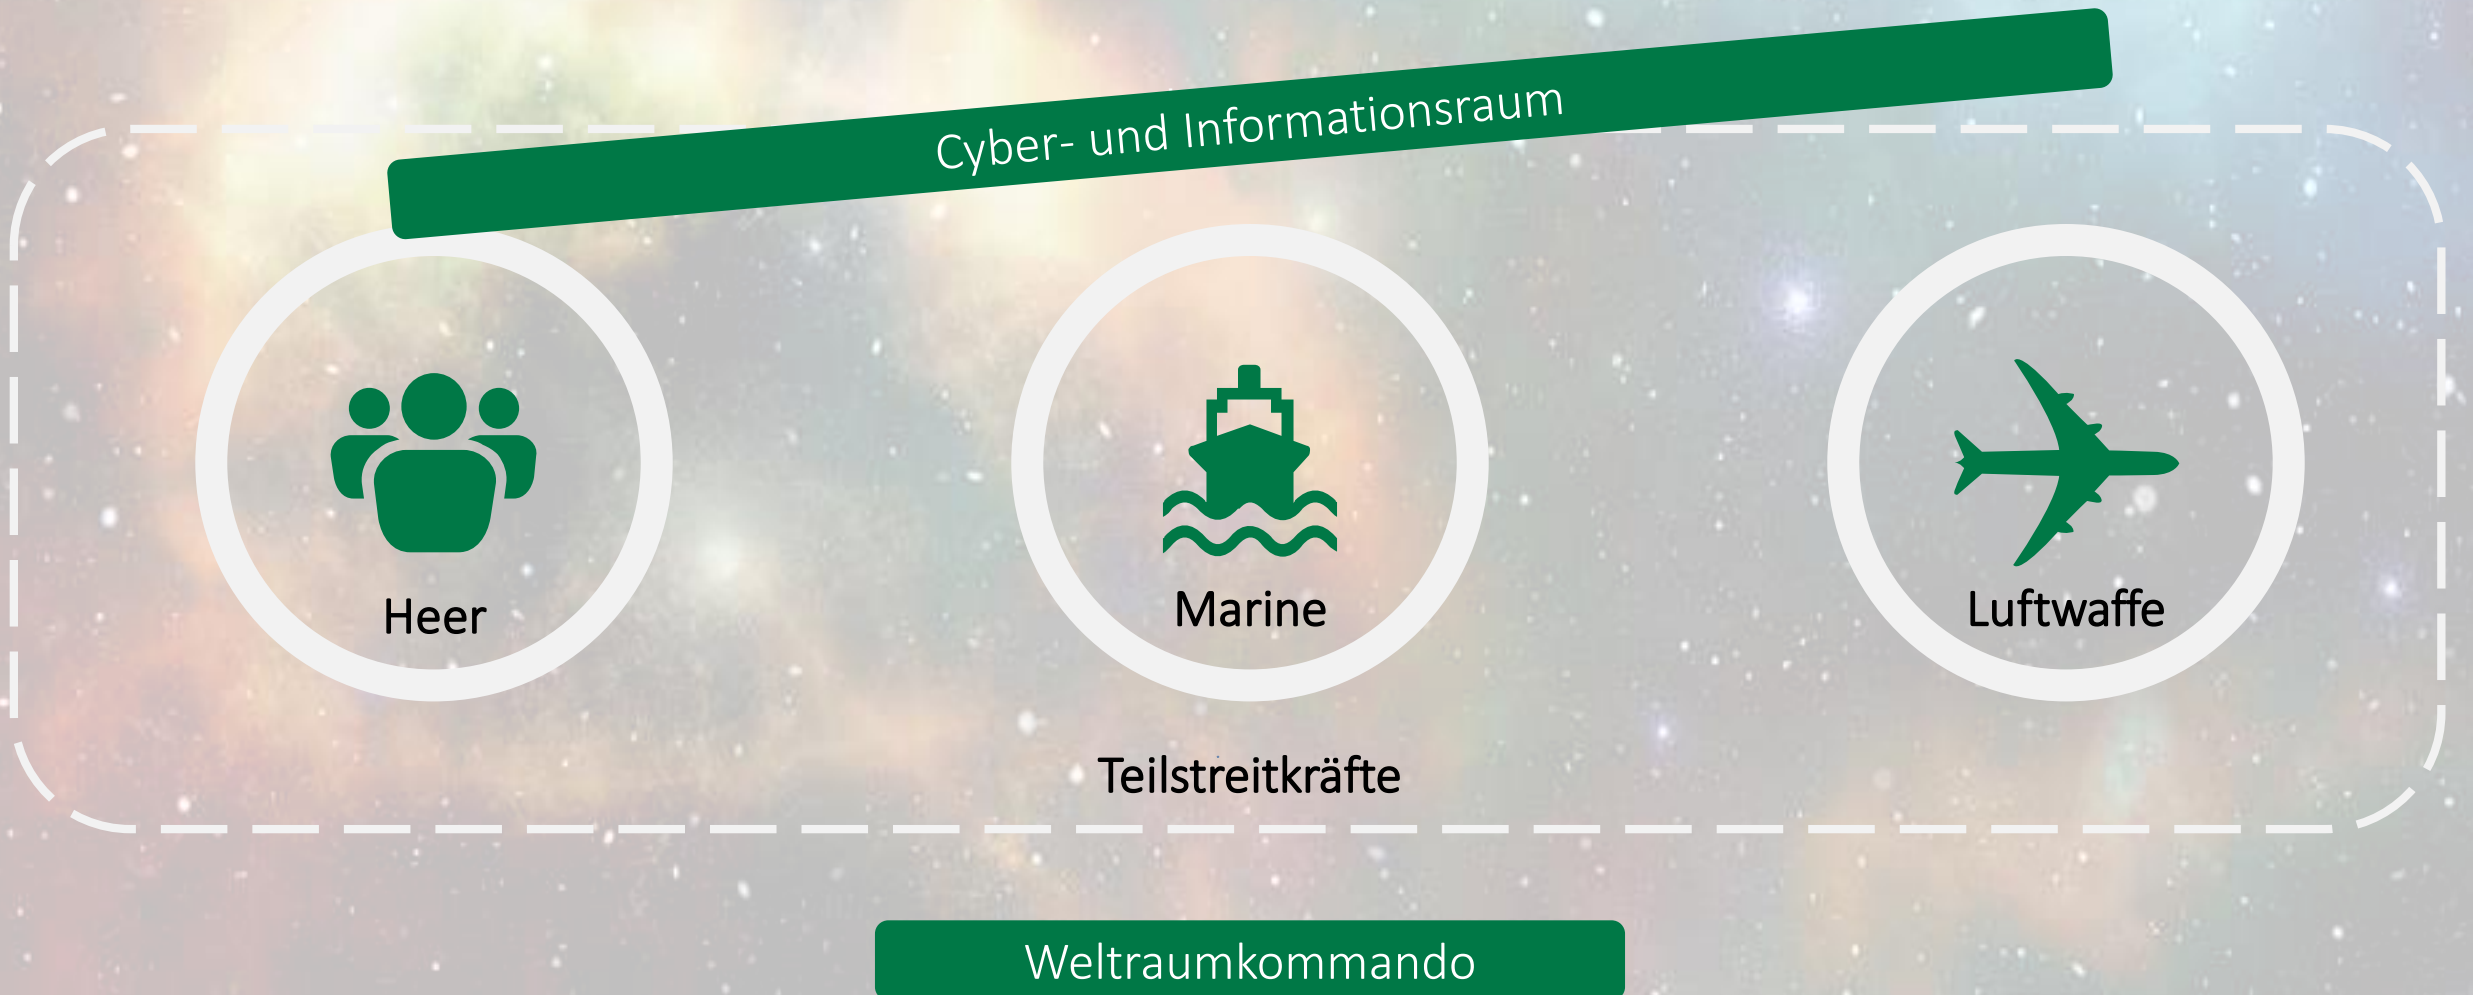 Cyber- und Informationsraum
Heer
Marine
Luftwaffe
Teilstreitkräfte
Weltraumkommando